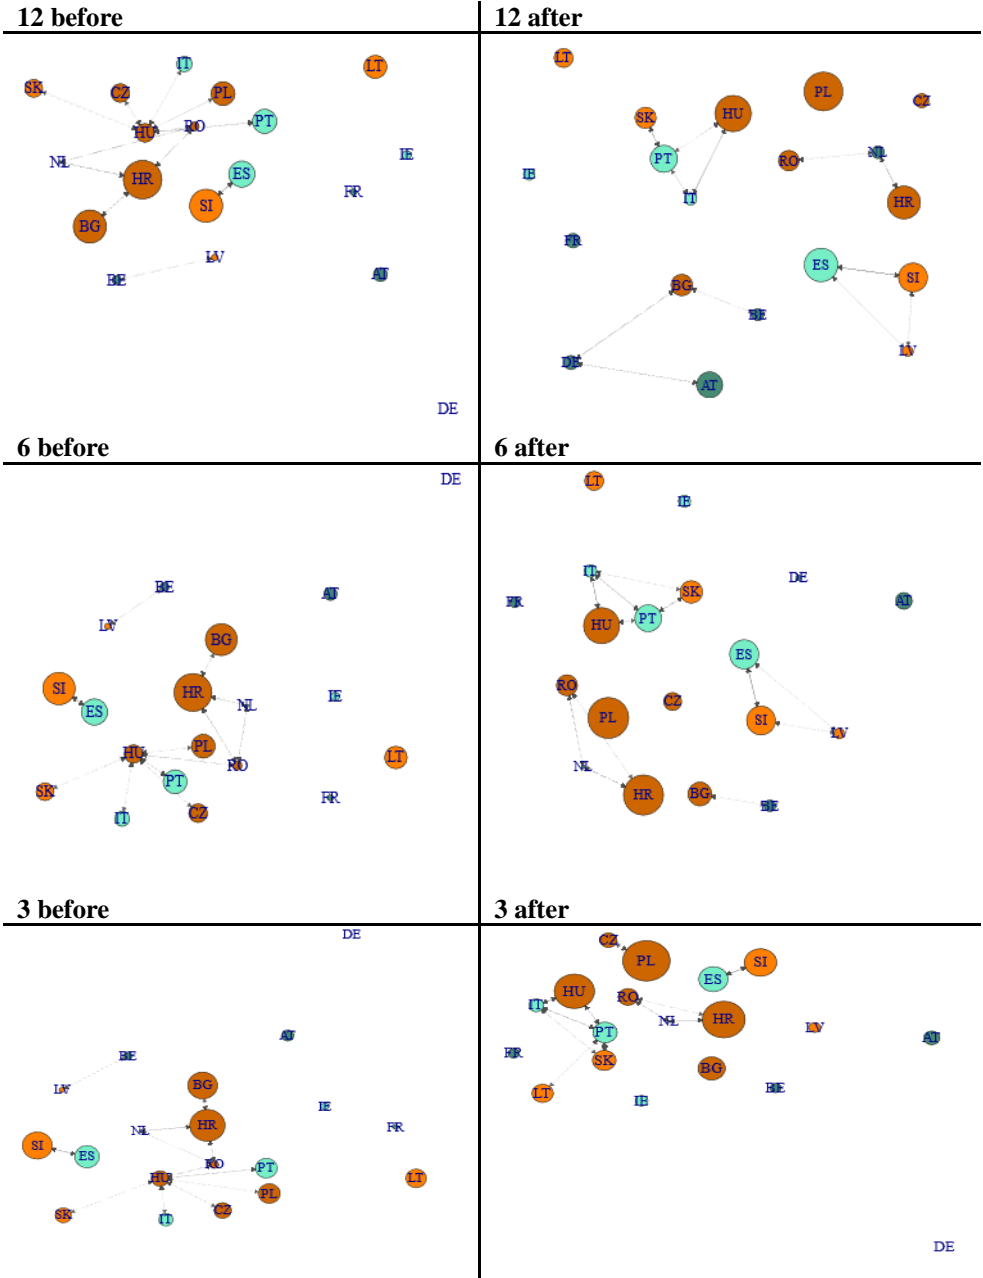 12 before
12 after
SK
CZ
IT
PL
LT
HU
RO
PT
NL
IE
HR
ES
FR
SI
BG
LV
BE
AT
DE
LT
PL
CZ
SK
HU
PT
RO
NL
IE
IT
HR
FR
ES
SI
BG
BE
LV
DE
AT
6 before
6 after
DE
BE
AT
LV
BG
SI
HR
ES
NL
IE
HU
PL
RO
LT
SK
PT
FR
IT
CZ
LT
IE
IT
DE
FR
SK
AT
HU
PT
ES
RO
CZ
PL
SI
LV
NL
HR
BG
BE
3 before
3 after
DE
AT
BE
LV
BG
IE
NL
HR
FR
SI
ES
RO
PT
HU
LT
PL
SK
IT
CZ
CZ
PL
SI
ES
HU
RO
IT
NL
HR
LV
PT
AT
FR
SK
BG
LT
BE
IE
DE